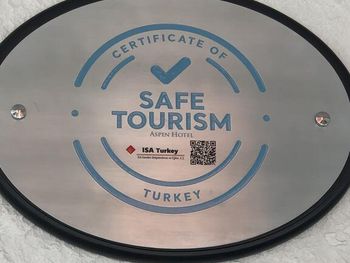 CERTIFICATE OF
SAFE
TOURISM
ASPEN HOTEL
ISA Turkey
TURKEY